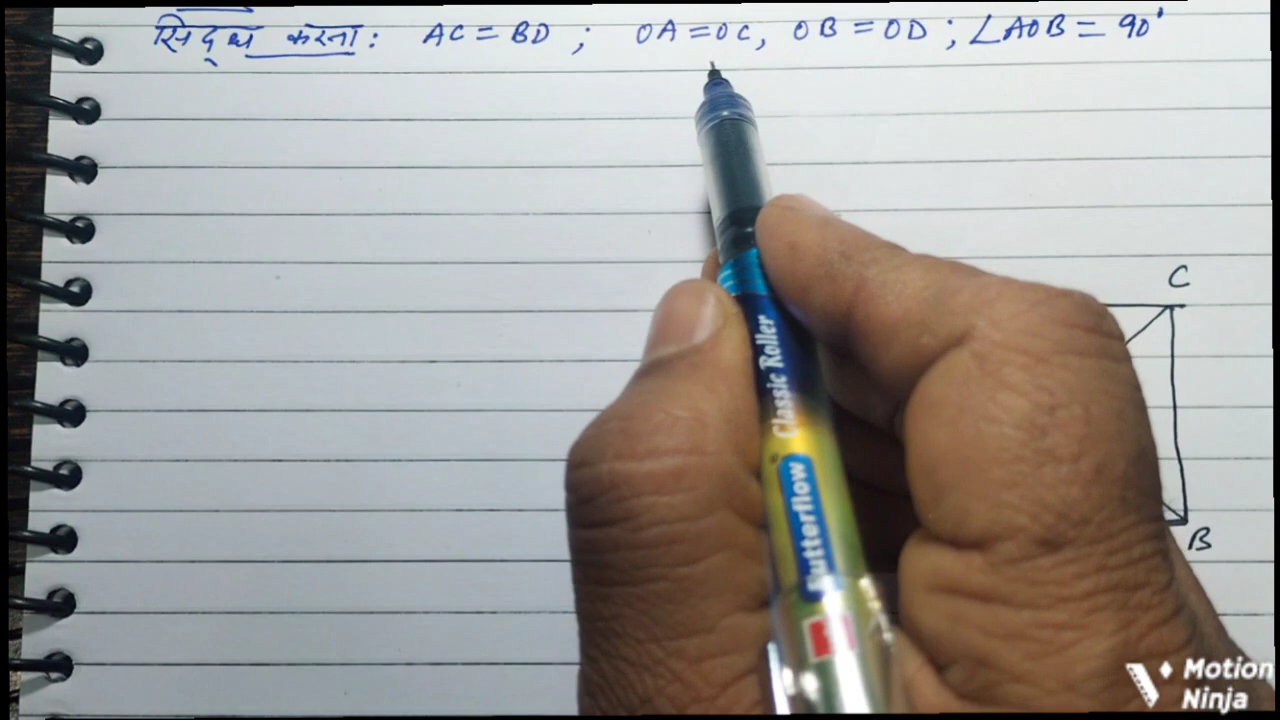 सिद्ध करना: AC = BD ; OA = OC, OB = OD ; ∠AOB = 90°
C
B
Classic Roller
Butterflow
Motion
Ninja